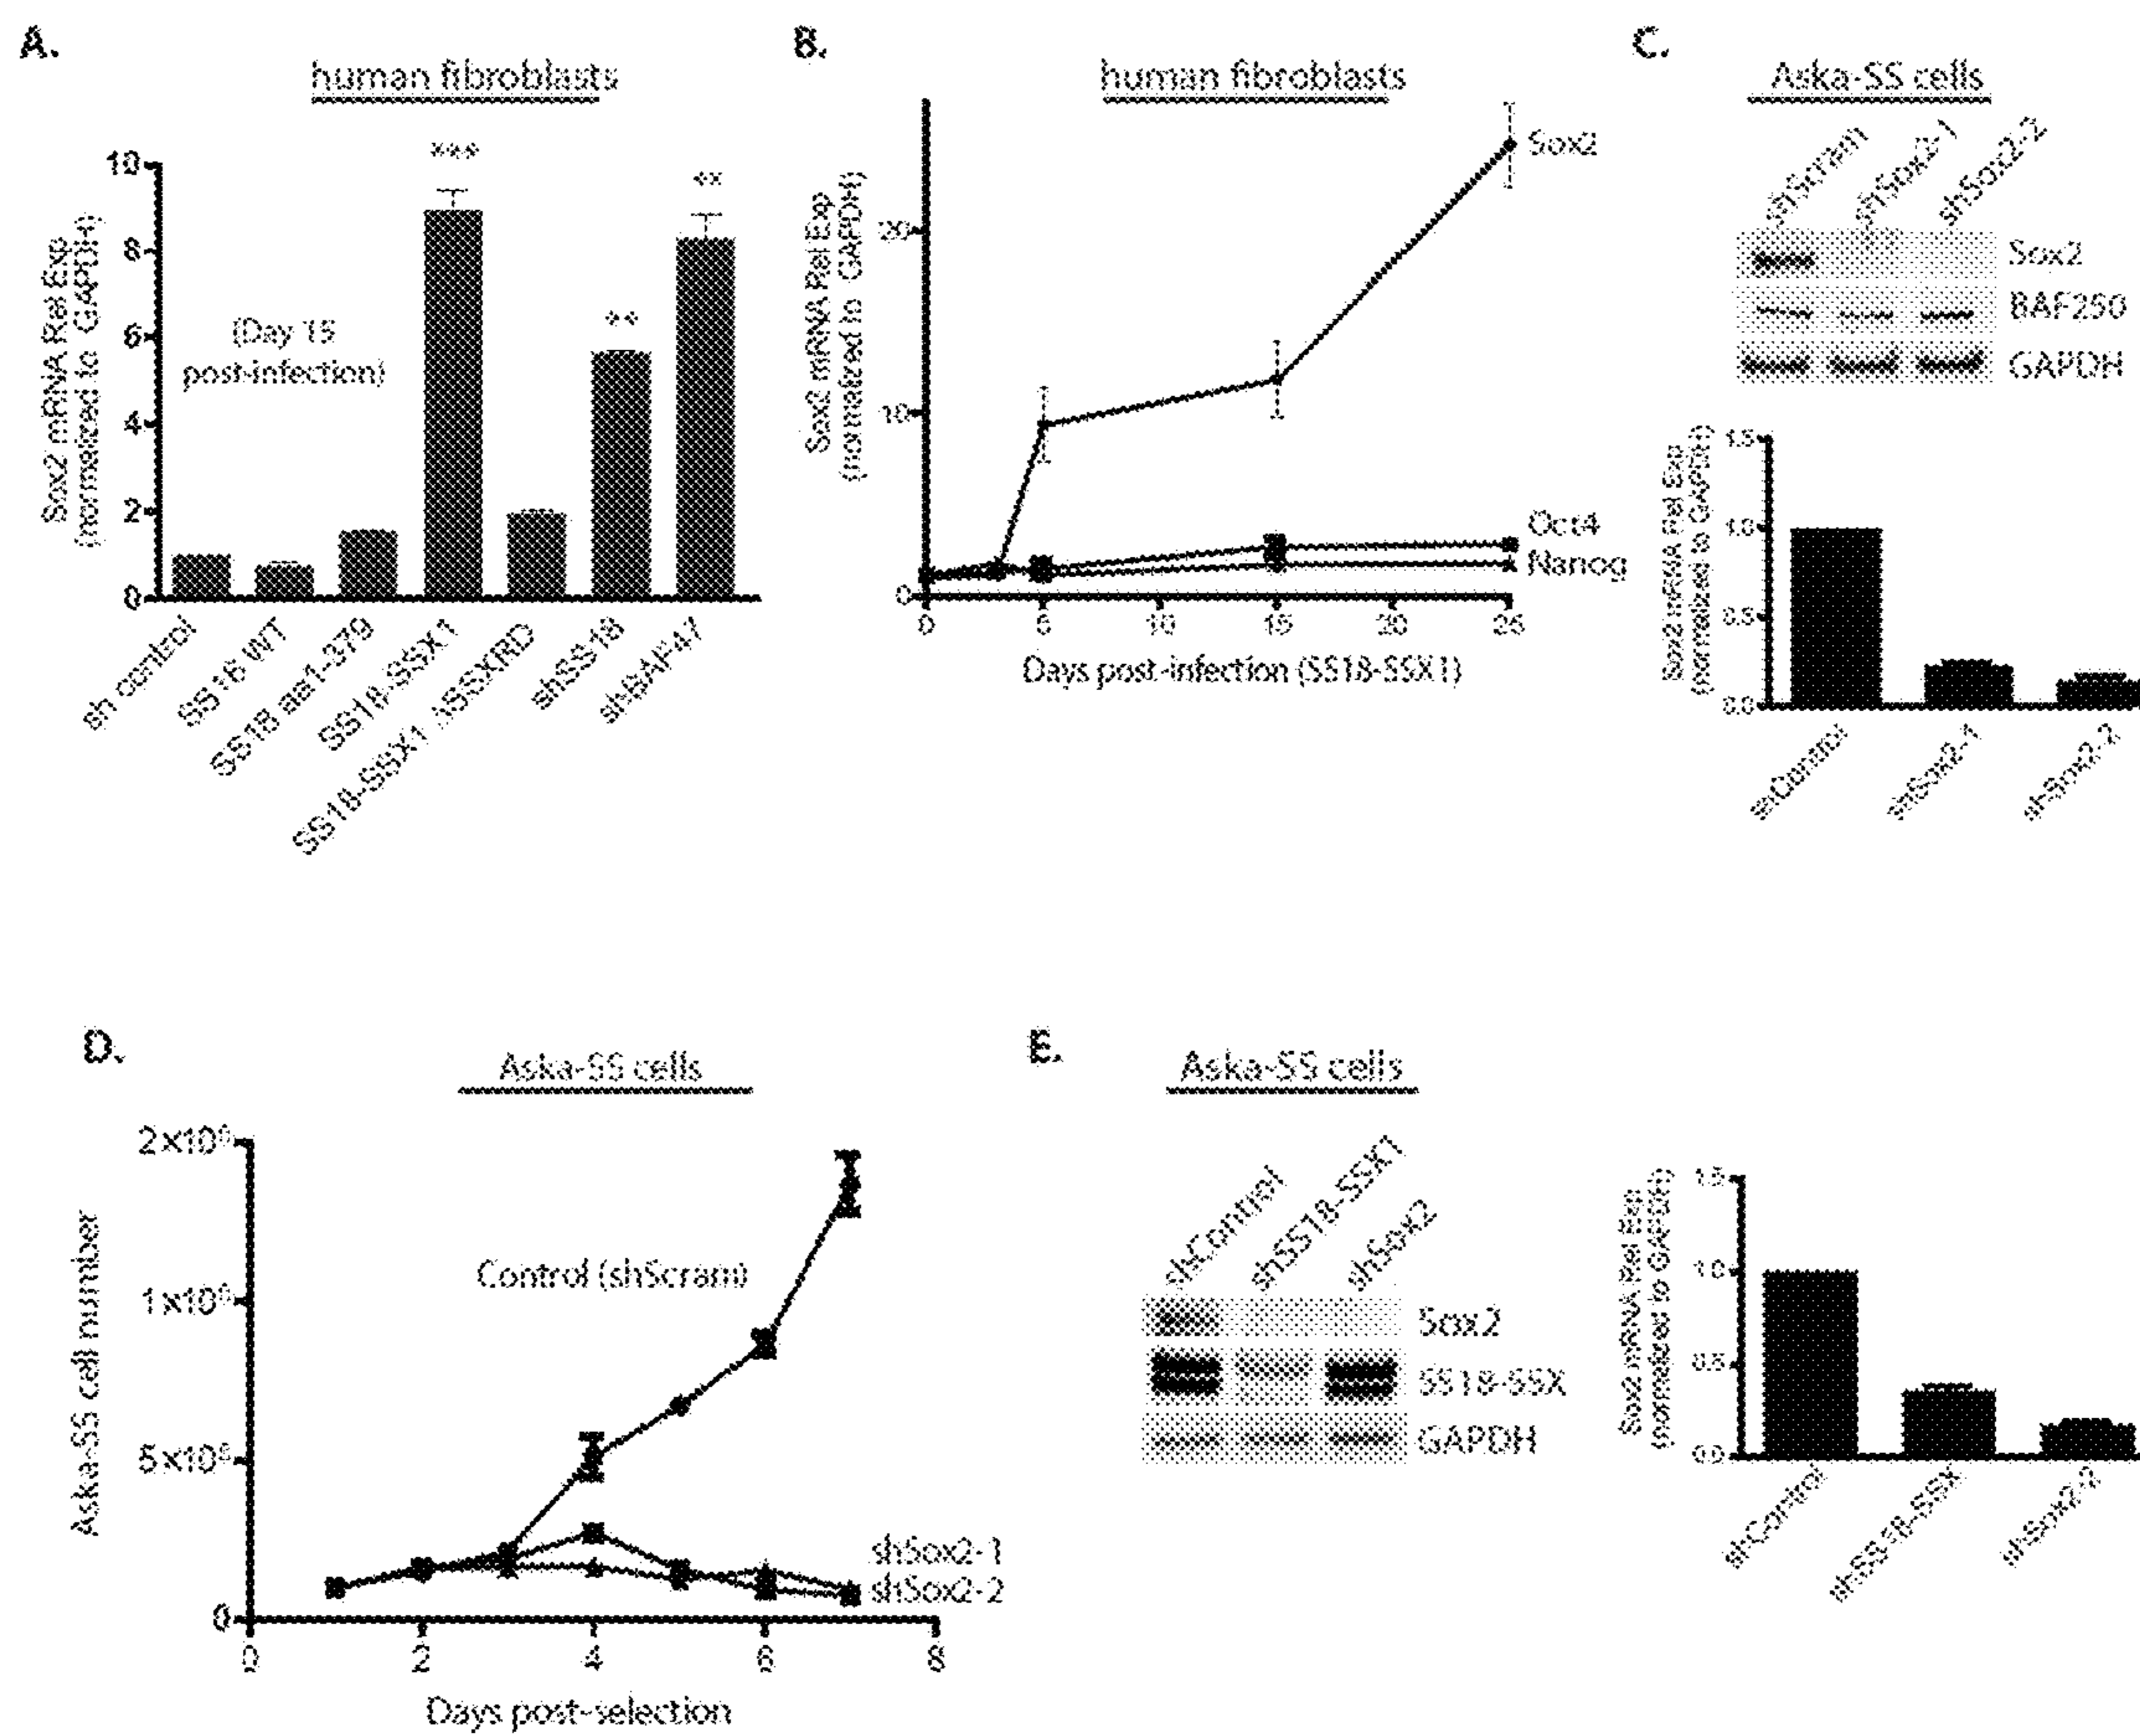 A.
human fibroblasts
Sox2 mRNA Rel Exp
(normalized to GAPDH)
10
8
6
4
2
0
(Day 15
post-infection)
***
**
**
sh control
SS18 WT
SS18 aa1-379
SS18-SSX1
SS18-SSX1 ΔSSXRD
shSS18
shBAF47
B.
human fibroblasts
Sox2 mRNA Rel Exp
(normalized to GAPDH)
20
10
0
Sox2
Oct4
Nanog
0 5 10 15 20 25
Days post-infection (SS18-SSX1)
C.
Aska-SS cells
shScram
shSox2-1
shSox2-2
Sox2
BAF250
GAPDH
Sox2 mRNA Rel Exp
(normalized to GAPDH)
1.5
1.0
0.5
0.0
shControl
shSox2-1
shSox2-2
D.
Aska-SS cells
Aska-SS cell number
0
Control (shScram)
shSox2-1
shSox2-2
0 2 4 6 8
Days post-selection
E.
Aska-SS cells
shControl
shSS18-SSX1
shSox2
Sox2
SS18-SSX
GAPDH
Sox2 mRNA Rel Exp
(normalized to GAPDH)
1.5
1.0
0.5
0.0
shControl
shSS18-SSX
shSox2-2